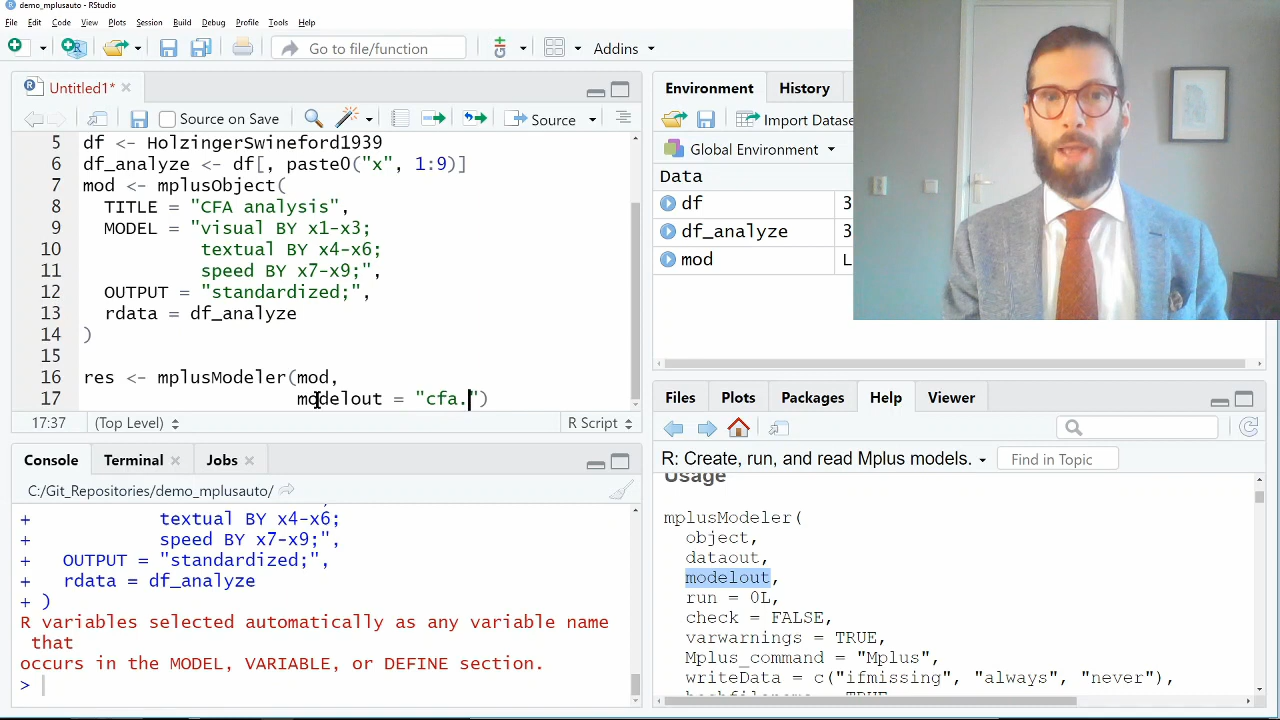 demo_mplusauto - RStudio
File Edit Code View Plots Session Build Debug Profile Tools Help
Go to file/function
Addins
Untitled1*
Source on Save
Source
5 df <- HolzingerSwineford1939
6 df_analyze <- df[, paste0("x", 1:9)]
7 mod <- mplusObject(
8 TITLE = "CFA analysis",
9 MODEL = "visual BY x1-x3;
10 textual BY x4-x6;
11 speed BY x7-x9;",
12 OUTPUT = "standardized;",
13 rdata = df_analyze
14 )
15
16 res <- mplusModeler(mod,
17 modelout = "cfa.")
17:37 (Top Level) R Script
Console Terminal Jobs
C:/Git_Repositories/demo_mplusauto/
+ textual BY x4-x6;
+ speed BY x7-x9;",
+ OUTPUT = "standardized;",
+ rdata = df_analyze
+ )
R variables selected automatically as any variable name
that
occurs in the MODEL, VARIABLE, or DEFINE section.
>
Environment History
Import Datase
Global Environment
Data
df 3
df_analyze 3
mod L
Files Plots Packages Help Viewer
R: Create, run, and read Mplus models. Find in Topic
Usage
mplusModeler(
object,
dataout,
modelout,
run = 0L,
check = FALSE,
varwarnings = TRUE,
Mplus_command = "Mplus",
writeData = c("ifmissing", "always", "never"),
hashfilename = TRUE,